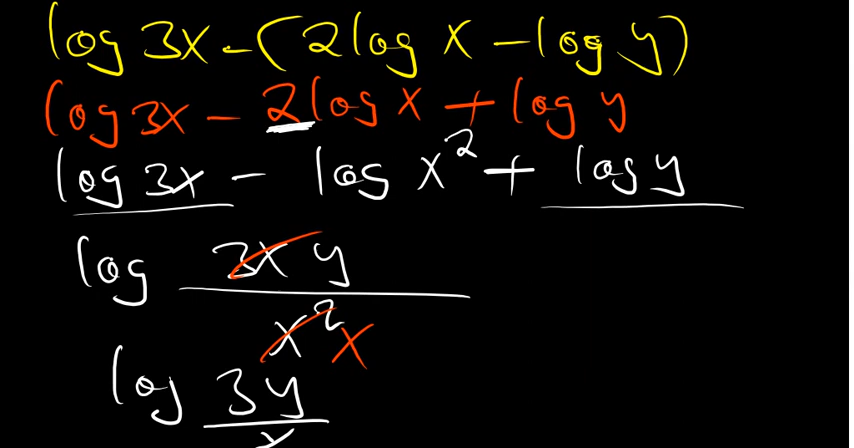 log 3x - (2log x - log y)
log 3x - 2log x + log y
log 3x - log x² + log y
log 3xy
x² x
log 3y
x